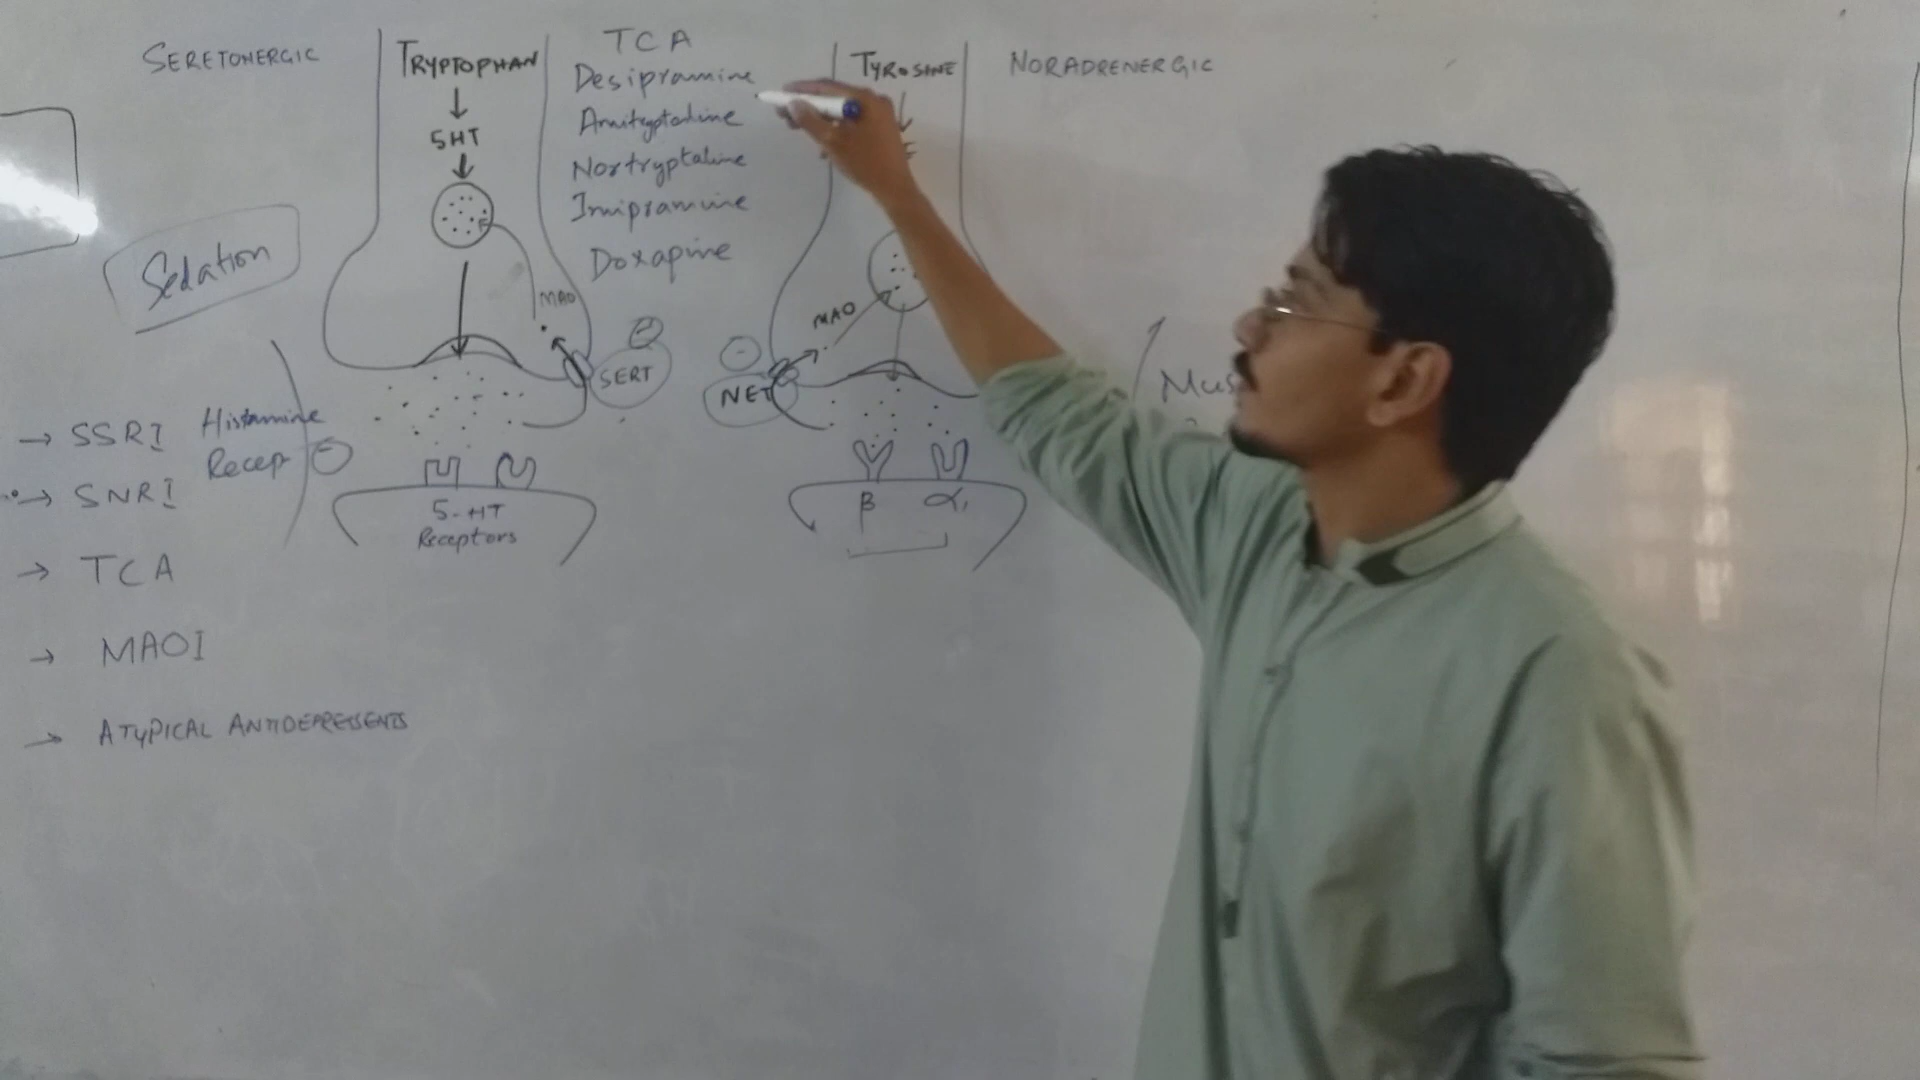 SERETONERGIC
TRYPTOPHAN
5HT
MAO
SERT
5-HT
Receptors
Sedation
Histamine
Recep
TCA
Desipramine
Amitryptaline
Nortryptaline
Imipramine
Doxapine
TYROSINE
MAO
NET
β
α1
NORADRENERGIC
Mus
→ SSRI
→ SNRI
→ TCA
→ MAOI
→ ATYPICAL ANTIDEPRESSENTS